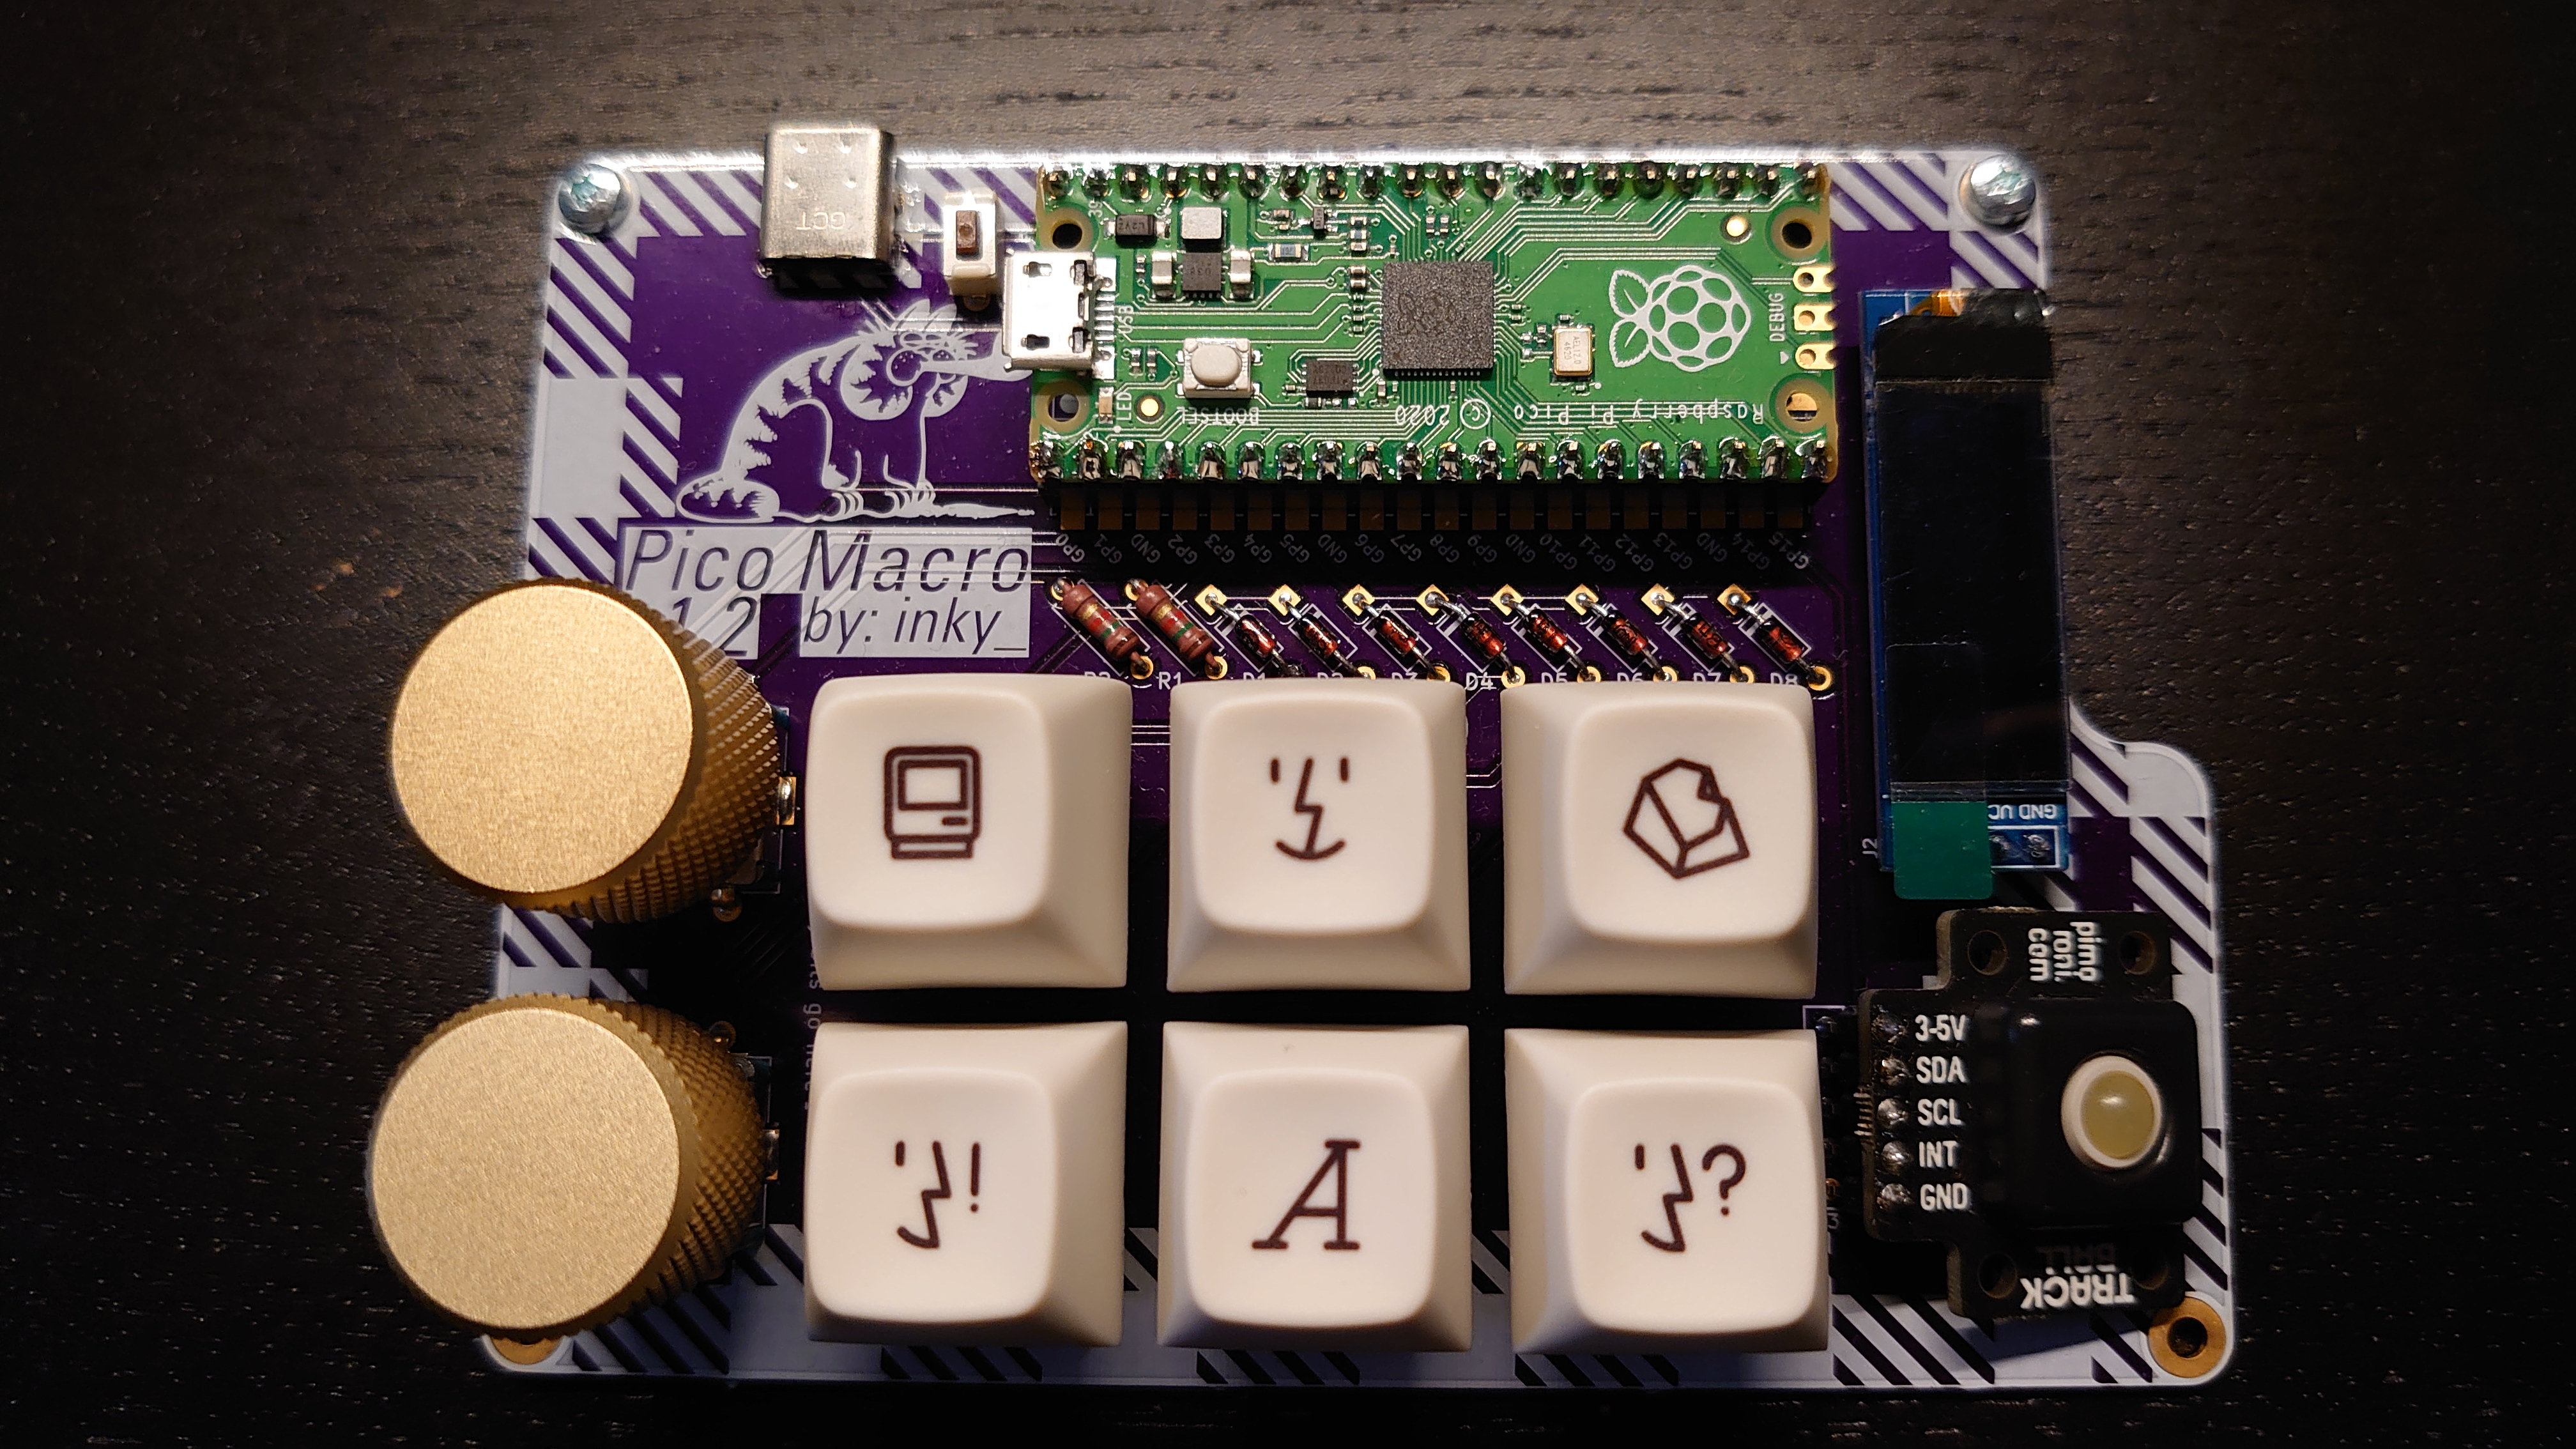 GCT
USB
DEBUG
LED
BOOTSEL
Raspberry Pi Pico © 2020
Pico Macro
1.2 by: inky_
GP0 GP1 GND GP2 GP3 GP4 GP5 GND GP6 GP7 GP8 GP9 GND GP10 GP11 GP12 GP13 GND GP14 GP15
R2 R1 D1 D2 D3 D4 D5 D6 D7 D8
GND VC
J2
pimo
roni.
com
3-5V
SDA
SCL
INT
GND
TRACK
BALL
!
A
?